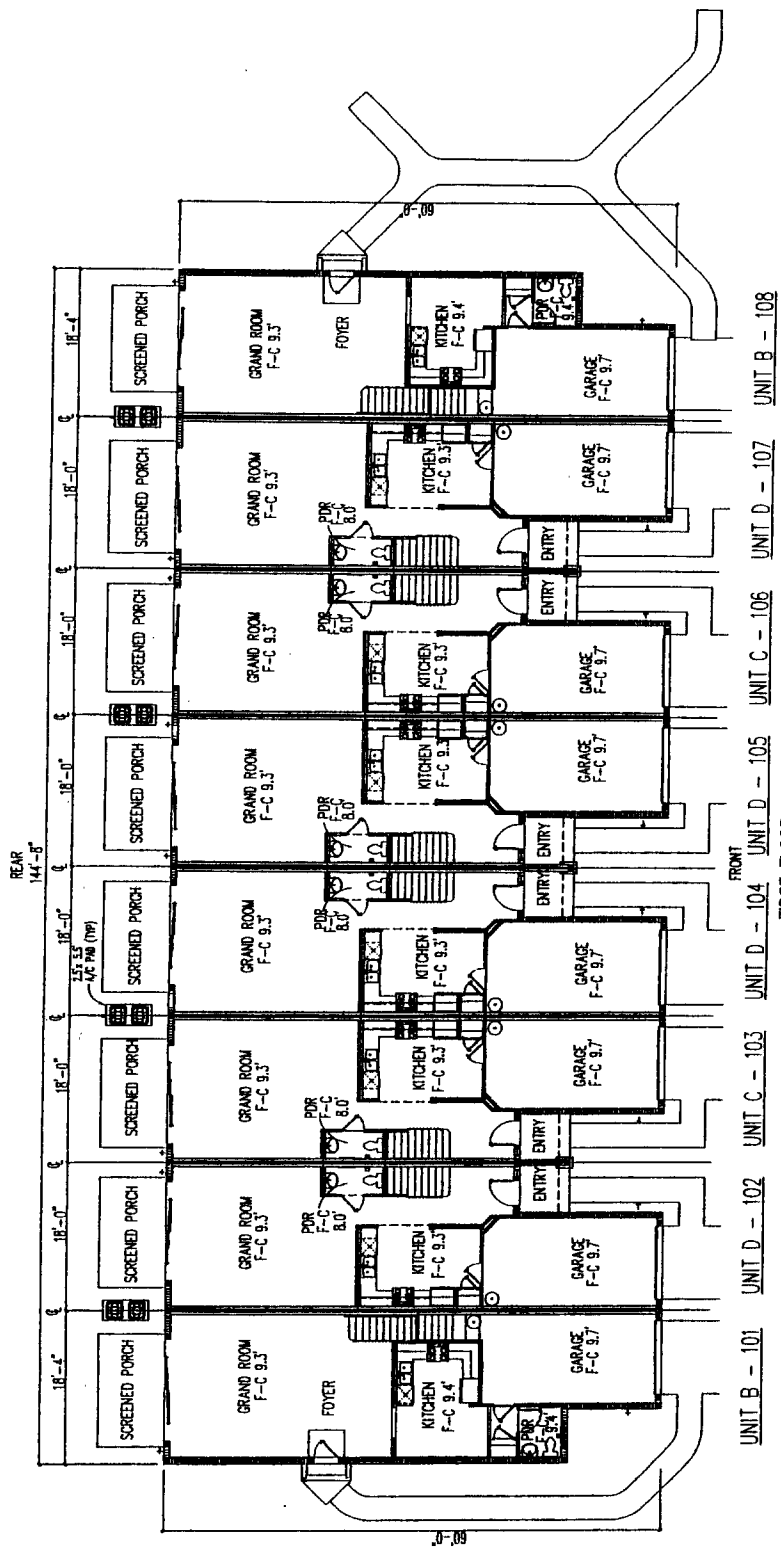 REAR
144'-8"
18'-4"
18'-0"
18'-0"
18'-0"
18'-0"
18'-0"
18'-0"
18'-4"
2.5 x 5.5
A/C PAD (TYP)
SCREENED PORCH
SCREENED PORCH
SCREENED PORCH
SCREENED PORCH
SCREENED PORCH
SCREENED PORCH
SCREENED PORCH
SCREENED PORCH
60'-0"
60'-0"
GRAND ROOM
F-C 9.3'
GRAND ROOM
F-C 9.3'
GRAND ROOM
F-C 9.3'
GRAND ROOM
F-C 9.3'
GRAND ROOM
F-C 9.3'
GRAND ROOM
F-C 9.3'
GRAND ROOM
F-C 9.3'
GRAND ROOM
F-C 9.3'
FOYER
FOYER
PDR
F-C
8.0'
PDR
F-C
8.0'
PDR
F-C
8.0'
PDR
F-C
8.0'
PDR
F-C
8.0'
PDR
F-C
8.0'
KITCHEN
F-C 9.4'
KITCHEN
F-C 9.3'
KITCHEN
F-C 9.3'
KITCHEN
F-C 9.3'
KITCHEN
F-C 9.3'
KITCHEN
F-C 9.3'
KITCHEN
F-C 9.3'
KITCHEN
F-C 9.4'
PDR
F-C
9.4'
PDR
F-C
9.4'
GARAGE
F-C 9.7'
GARAGE
F-C 9.7'
GARAGE
F-C 9.7'
GARAGE
F-C 9.7'
GARAGE
F-C 9.7'
GARAGE
F-C 9.7'
GARAGE
F-C 9.7'
GARAGE
F-C 9.7'
ENTRY
ENTRY
ENTRY
ENTRY
ENTRY
ENTRY
FRONT
UNIT B - 101
UNIT D - 102
UNIT C - 103
UNIT D - 104
UNIT D - 105
UNIT C - 106
UNIT D - 107
UNIT B - 108